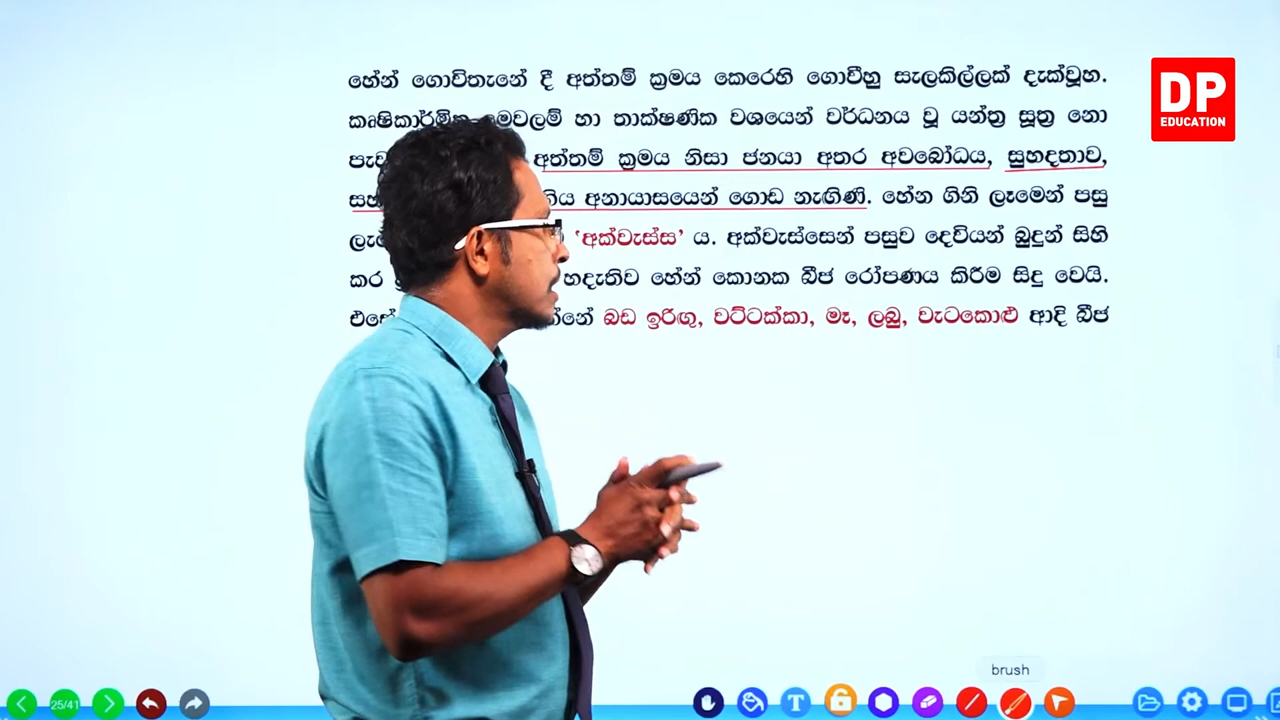 හේන් ගොවිතැනේ දී අත්තම් ක්‍රමය කෙරෙහි ගොවීහු සැලකිල්ලක් දැක්වූහ.
DP
EDUCATION
කෘෂිකාර්මික මෙවලම් හා තාක්ෂණික වශයෙන් වර්ධනය වූ යන්ත්‍ර සූත්‍ර නො
අත්තම් ක්‍රමය නිසා ජනයා අතර අවබෝධය, සුහදතාව,
අනායාසයෙන් ගොඩ නැඟිණි. හේන ගිනි ලෑමෙන් පසු
‘අක්වැස්ස’ ය. අක්වැස්සෙන් පසුව දෙවියන් බුදුන් සිහි
කර හදැතිව හේන් කොනක බීජ රෝපණය කිරීම සිදු වෙයි.
බඩ ඉරිඟු, වට්ටක්කා, මෑ, ලබු, වැටකොළු ආදි බීජ
brush
25/41
T